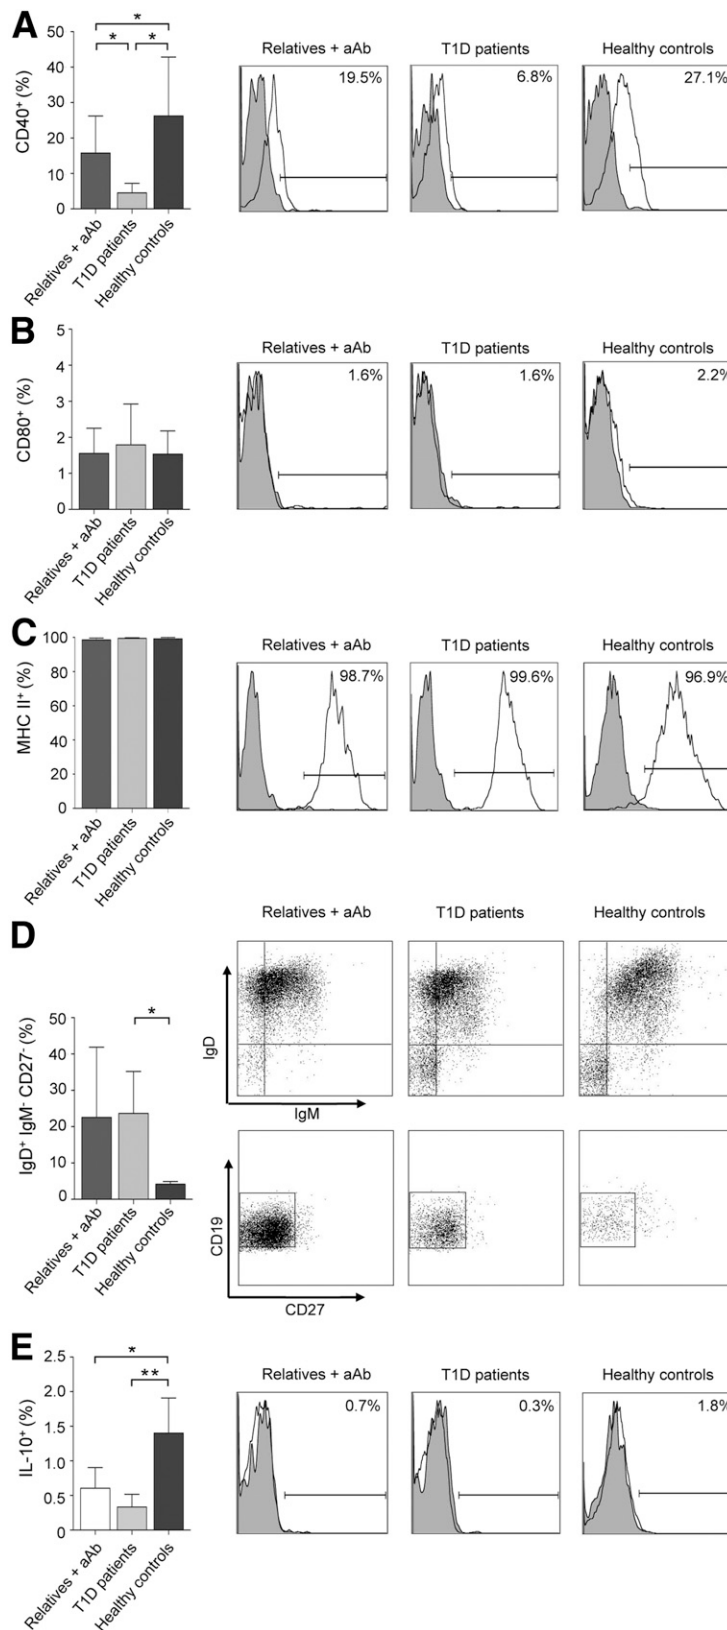 A
CD40⁺ (%)
50
40
30
20
10
0
* * *
Relatives + aAb
T1D patients
Healthy controls
Relatives + aAb T1D patients Healthy controls
19.5% 6.8% 27.1%
B
CD80⁺ (%)
5
4
3
2
1
0
Relatives + aAb
T1D patients
Healthy controls
Relatives + aAb T1D patients Healthy controls
1.6% 1.6% 2.2%
C
MHC II⁺ (%)
100
80
60
40
20
0
Relatives + aAb
T1D patients
Healthy controls
Relatives + aAb T1D patients Healthy controls
98.7% 99.6% 96.9%
D
IgD⁺ IgM⁻ CD27⁻ (%)
50
40
30
20
10
0
*
Relatives + aAb
T1D patients
Healthy controls
Relatives + aAb T1D patients Healthy controls
IgD
IgM
CD19
CD27
E
IL-10⁺ (%)
2.5
2.0
1.5
1.0
0.5
0
*
**
Relatives + aAb
T1D patients
Healthy controls
Relatives + aAb T1D patients Healthy controls
0.7% 0.3% 1.8%